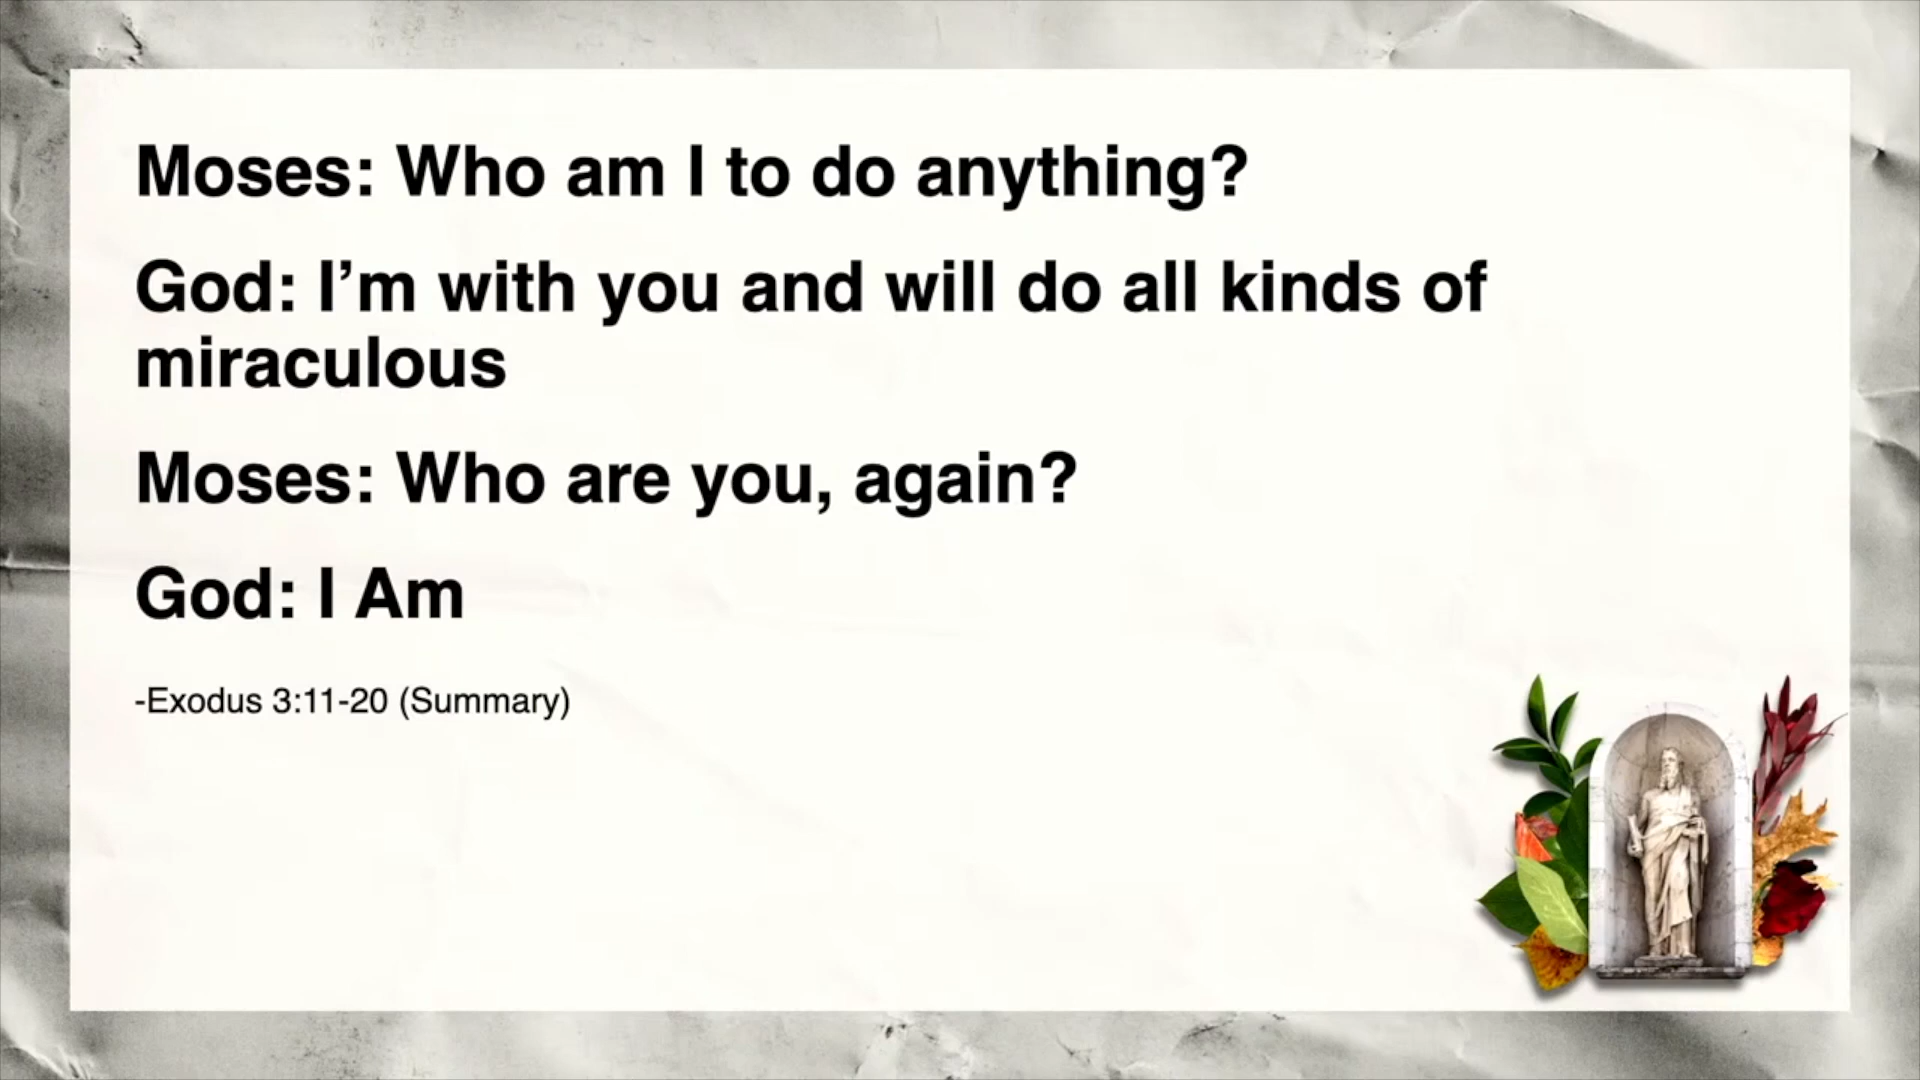 Moses: Who am I to do anything?
God: I’m with you and will do all kinds of
miraculous
Moses: Who are you, again?
God: I Am
-Exodus 3:11-20 (Summary)